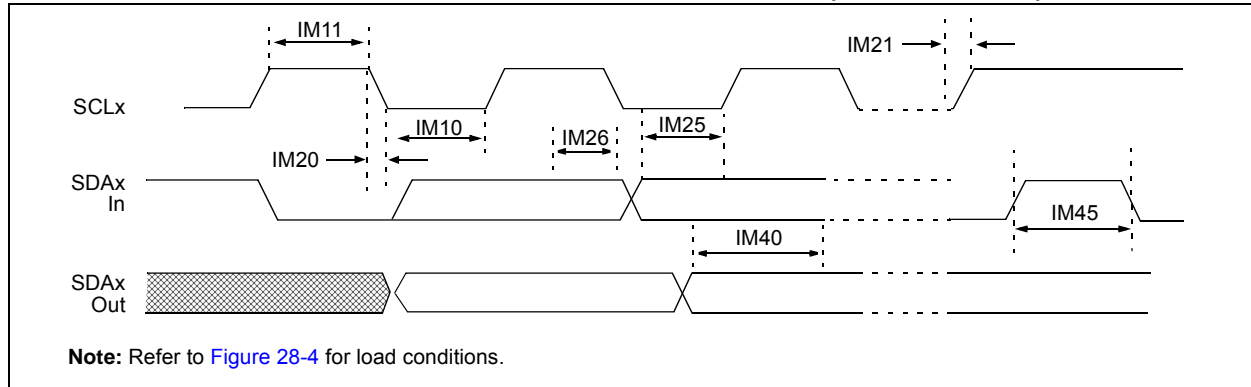 IM11
IM21
SCLx
IM10
IM26
IM25
IM20
SDAx
In
IM45
IM40
SDAx
Out
Note: Refer to Figure 28-4 for load conditions.